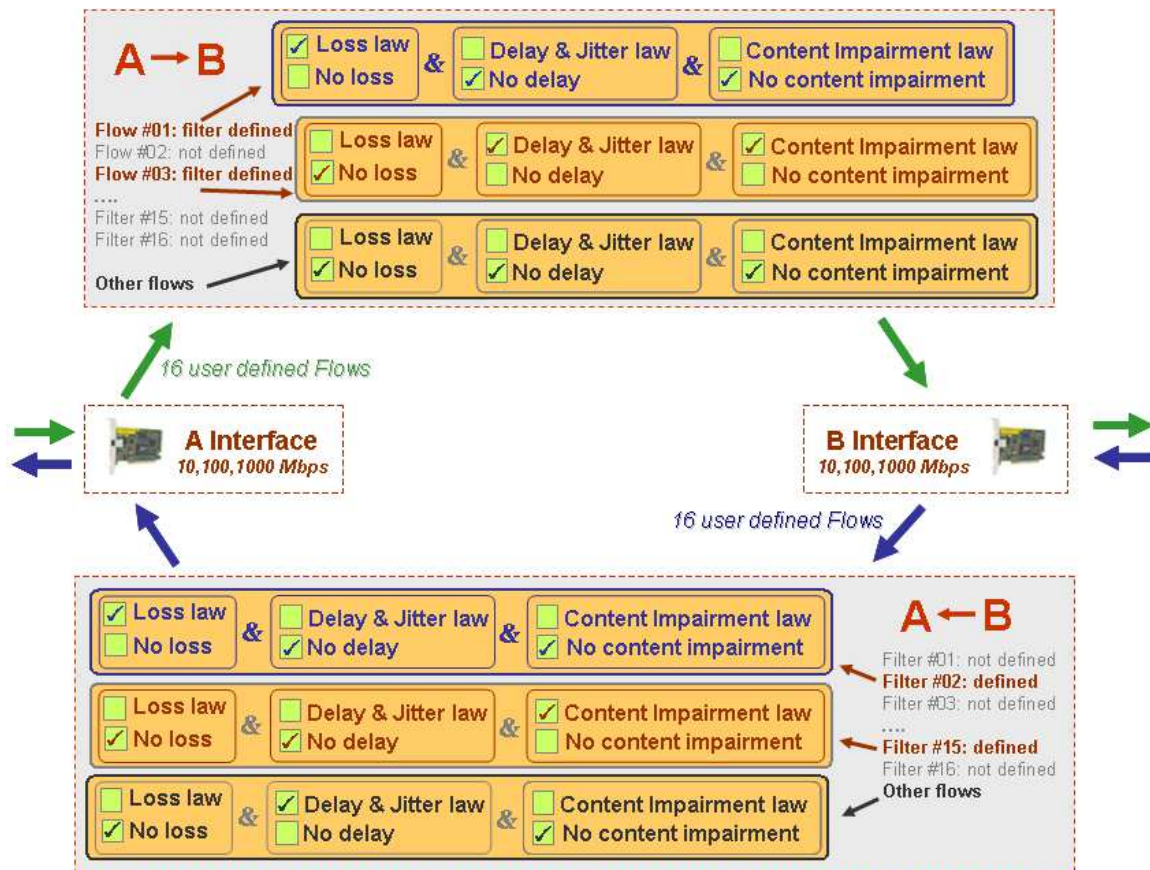 A → B
Loss law & Delay & Jitter law & Content Impairment law
No loss No delay No content impairment
Flow #01: filter defined
Flow #02: not defined
Flow #03: filter defined
....
Filter #15: not defined
Filter #16: not defined
Other flows
Loss law & Delay & Jitter law & Content Impairment law
No loss No delay No content impairment
Loss law & Delay & Jitter law & Content Impairment law
No loss No delay No content impairment
16 user defined Flows
A Interface
10,100,1000 Mbps
B Interface
10,100,1000 Mbps
16 user defined Flows
Loss law & Delay & Jitter law & Content Impairment law
No loss No delay No content impairment
Loss law & Delay & Jitter law & Content Impairment law
No loss No delay No content impairment
Loss law & Delay & Jitter law & Content Impairment law
No loss No delay No content impairment
A ← B
Filter #01: not defined
Filter #02: defined
Filter #03: not defined
....
Filter #15: defined
Filter #16: not defined
Other flows